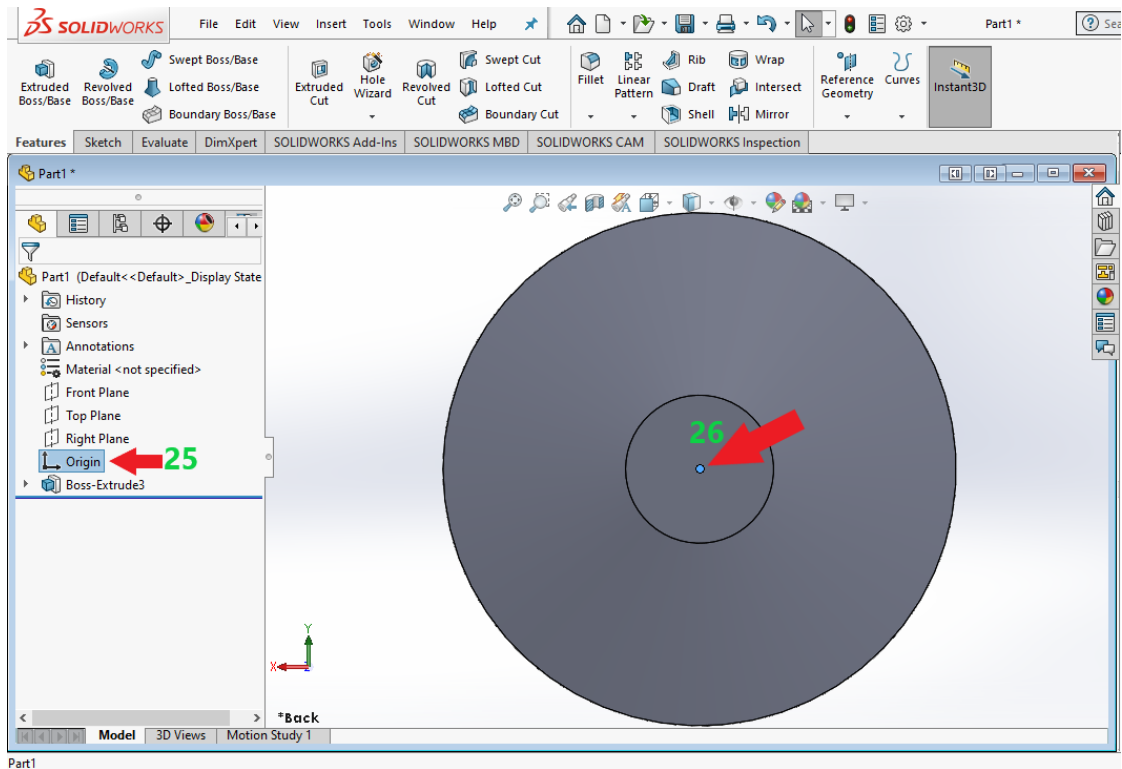 SOLIDWORKS File Edit View Insert Tools Window Help Part1 * ? Sea
Extruded Boss/Base
Revolved Boss/Base
Swept Boss/Base
Lofted Boss/Base
Boundary Boss/Base
Extruded Cut
Hole Wizard
Revolved Cut
Swept Cut
Lofted Cut
Boundary Cut
Fillet
Linear Pattern
Rib
Draft
Shell
Wrap
Intersect
Mirror
Reference Geometry
Curves
Instant3D
Features Sketch Evaluate DimXpert SOLIDWORKS Add-Ins SOLIDWORKS MBD SOLIDWORKS CAM SOLIDWORKS Inspection
Part1 *
Part1 (Default<<Default>_Display State
History
Sensors
A Annotations
Material <not specified>
Front Plane
Top Plane
Right Plane
Origin 25
Boss-Extrude3
26
Y
X Z
*Back
Model 3D Views Motion Study 1
Part1